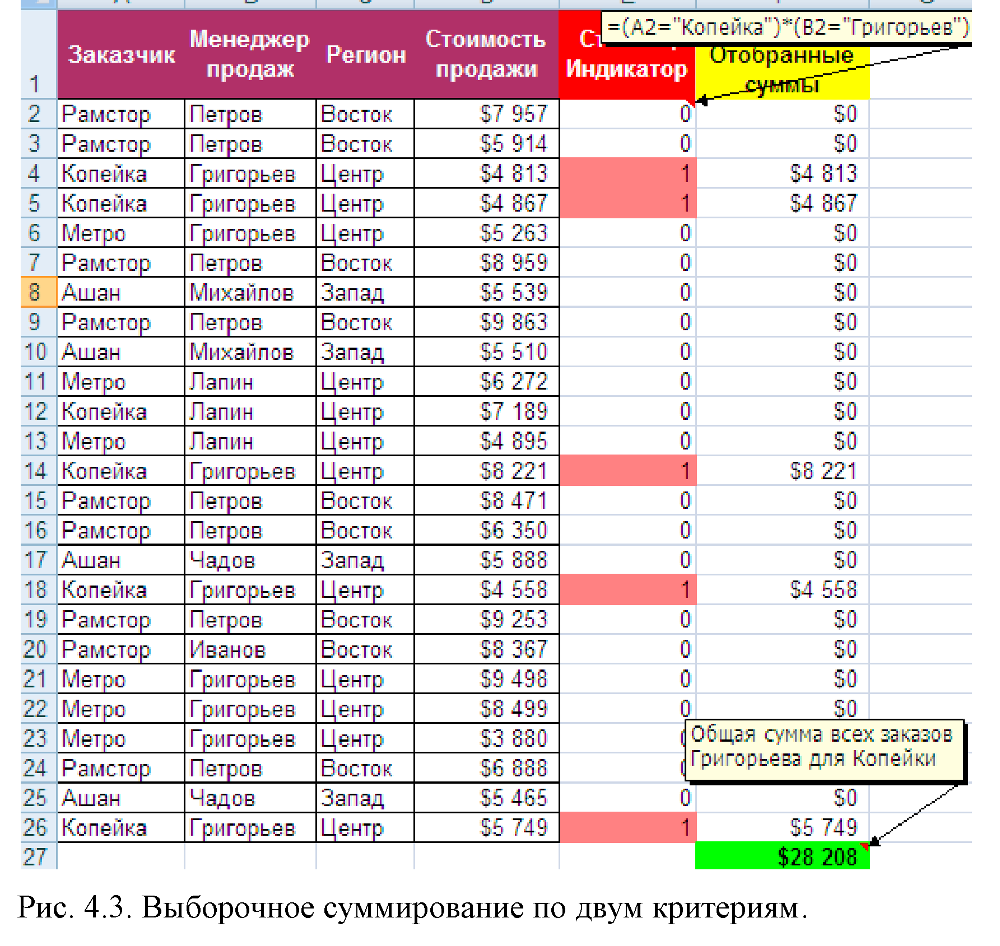 =(A2="Копейка")*(B2="Григорьев")
1 Заказчик Менеджер продаж Регион Стоимость продажи Индикатор Отобранные суммы
2 Рамстор Петров Восток $7 957 0 $0
3 Рамстор Петров Восток $5 914 0 $0
4 Копейка Григорьев Центр $4 813 1 $4 813
5 Копейка Григорьев Центр $4 867 1 $4 867
6 Метро Григорьев Центр $5 263 0 $0
7 Рамстор Петров Восток $8 959 0 $0
8 Ашан Михайлов Запад $5 539 0 $0
9 Рамстор Петров Восток $9 863 0 $0
10 Ашан Михайлов Запад $5 510 0 $0
11 Метро Лапин Центр $6 272 0 $0
12 Копейка Лапин Центр $7 189 0 $0
13 Метро Лапин Центр $4 895 0 $0
14 Копейка Григорьев Центр $8 221 1 $8 221
15 Рамстор Петров Восток $8 471 0 $0
16 Рамстор Петров Восток $6 350 0 $0
17 Ашан Чадов Запад $5 888 0 $0
18 Копейка Григорьев Центр $4 558 1 $4 558
19 Рамстор Петров Восток $9 253 0 $0
20 Рамстор Иванов Восток $8 367 0 $0
21 Метро Григорьев Центр $9 498 0 $0
22 Метро Григорьев Центр $8 499 0 $0
23 Метро Григорьев Центр $3 880
Общая сумма всех заказов
Григорьева для Копейки
24 Рамстор Петров Восток $6 888
25 Ашан Чадов Запад $5 465 0 $0
26 Копейка Григорьев Центр $5 749 1 $5 749
27 $28 208
Рис. 4.3. Выборочное суммирование по двум критериям.